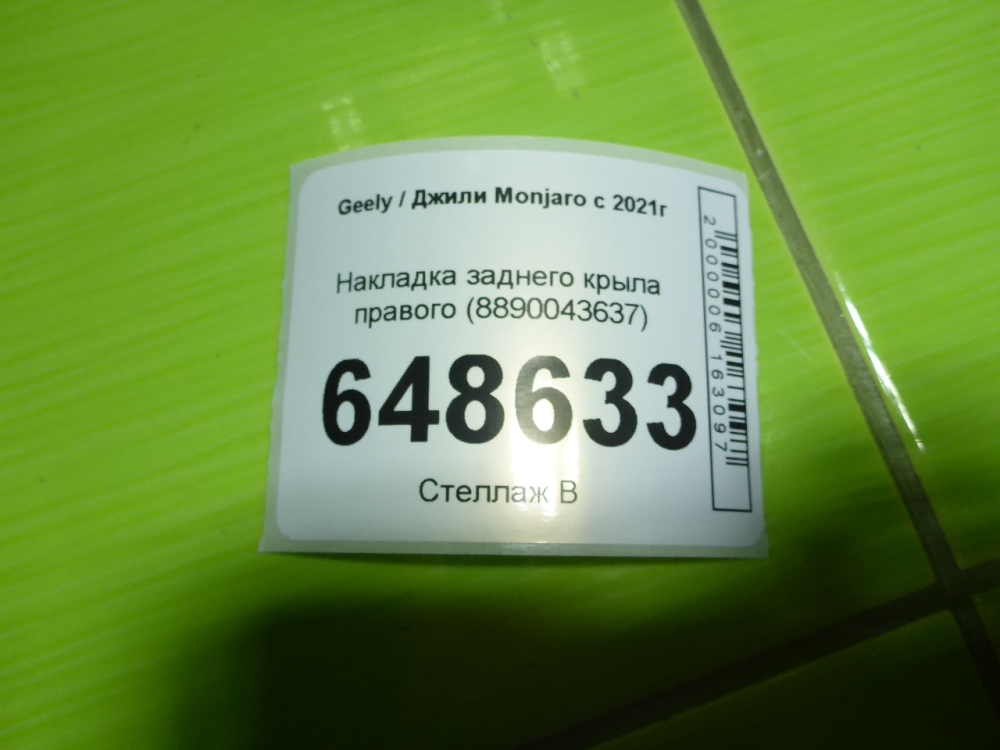 Geely / Джили Monjaro с 2021г
Накладка заднего крыла
правого (8890043637)
648633
Стеллаж В
2000006163097